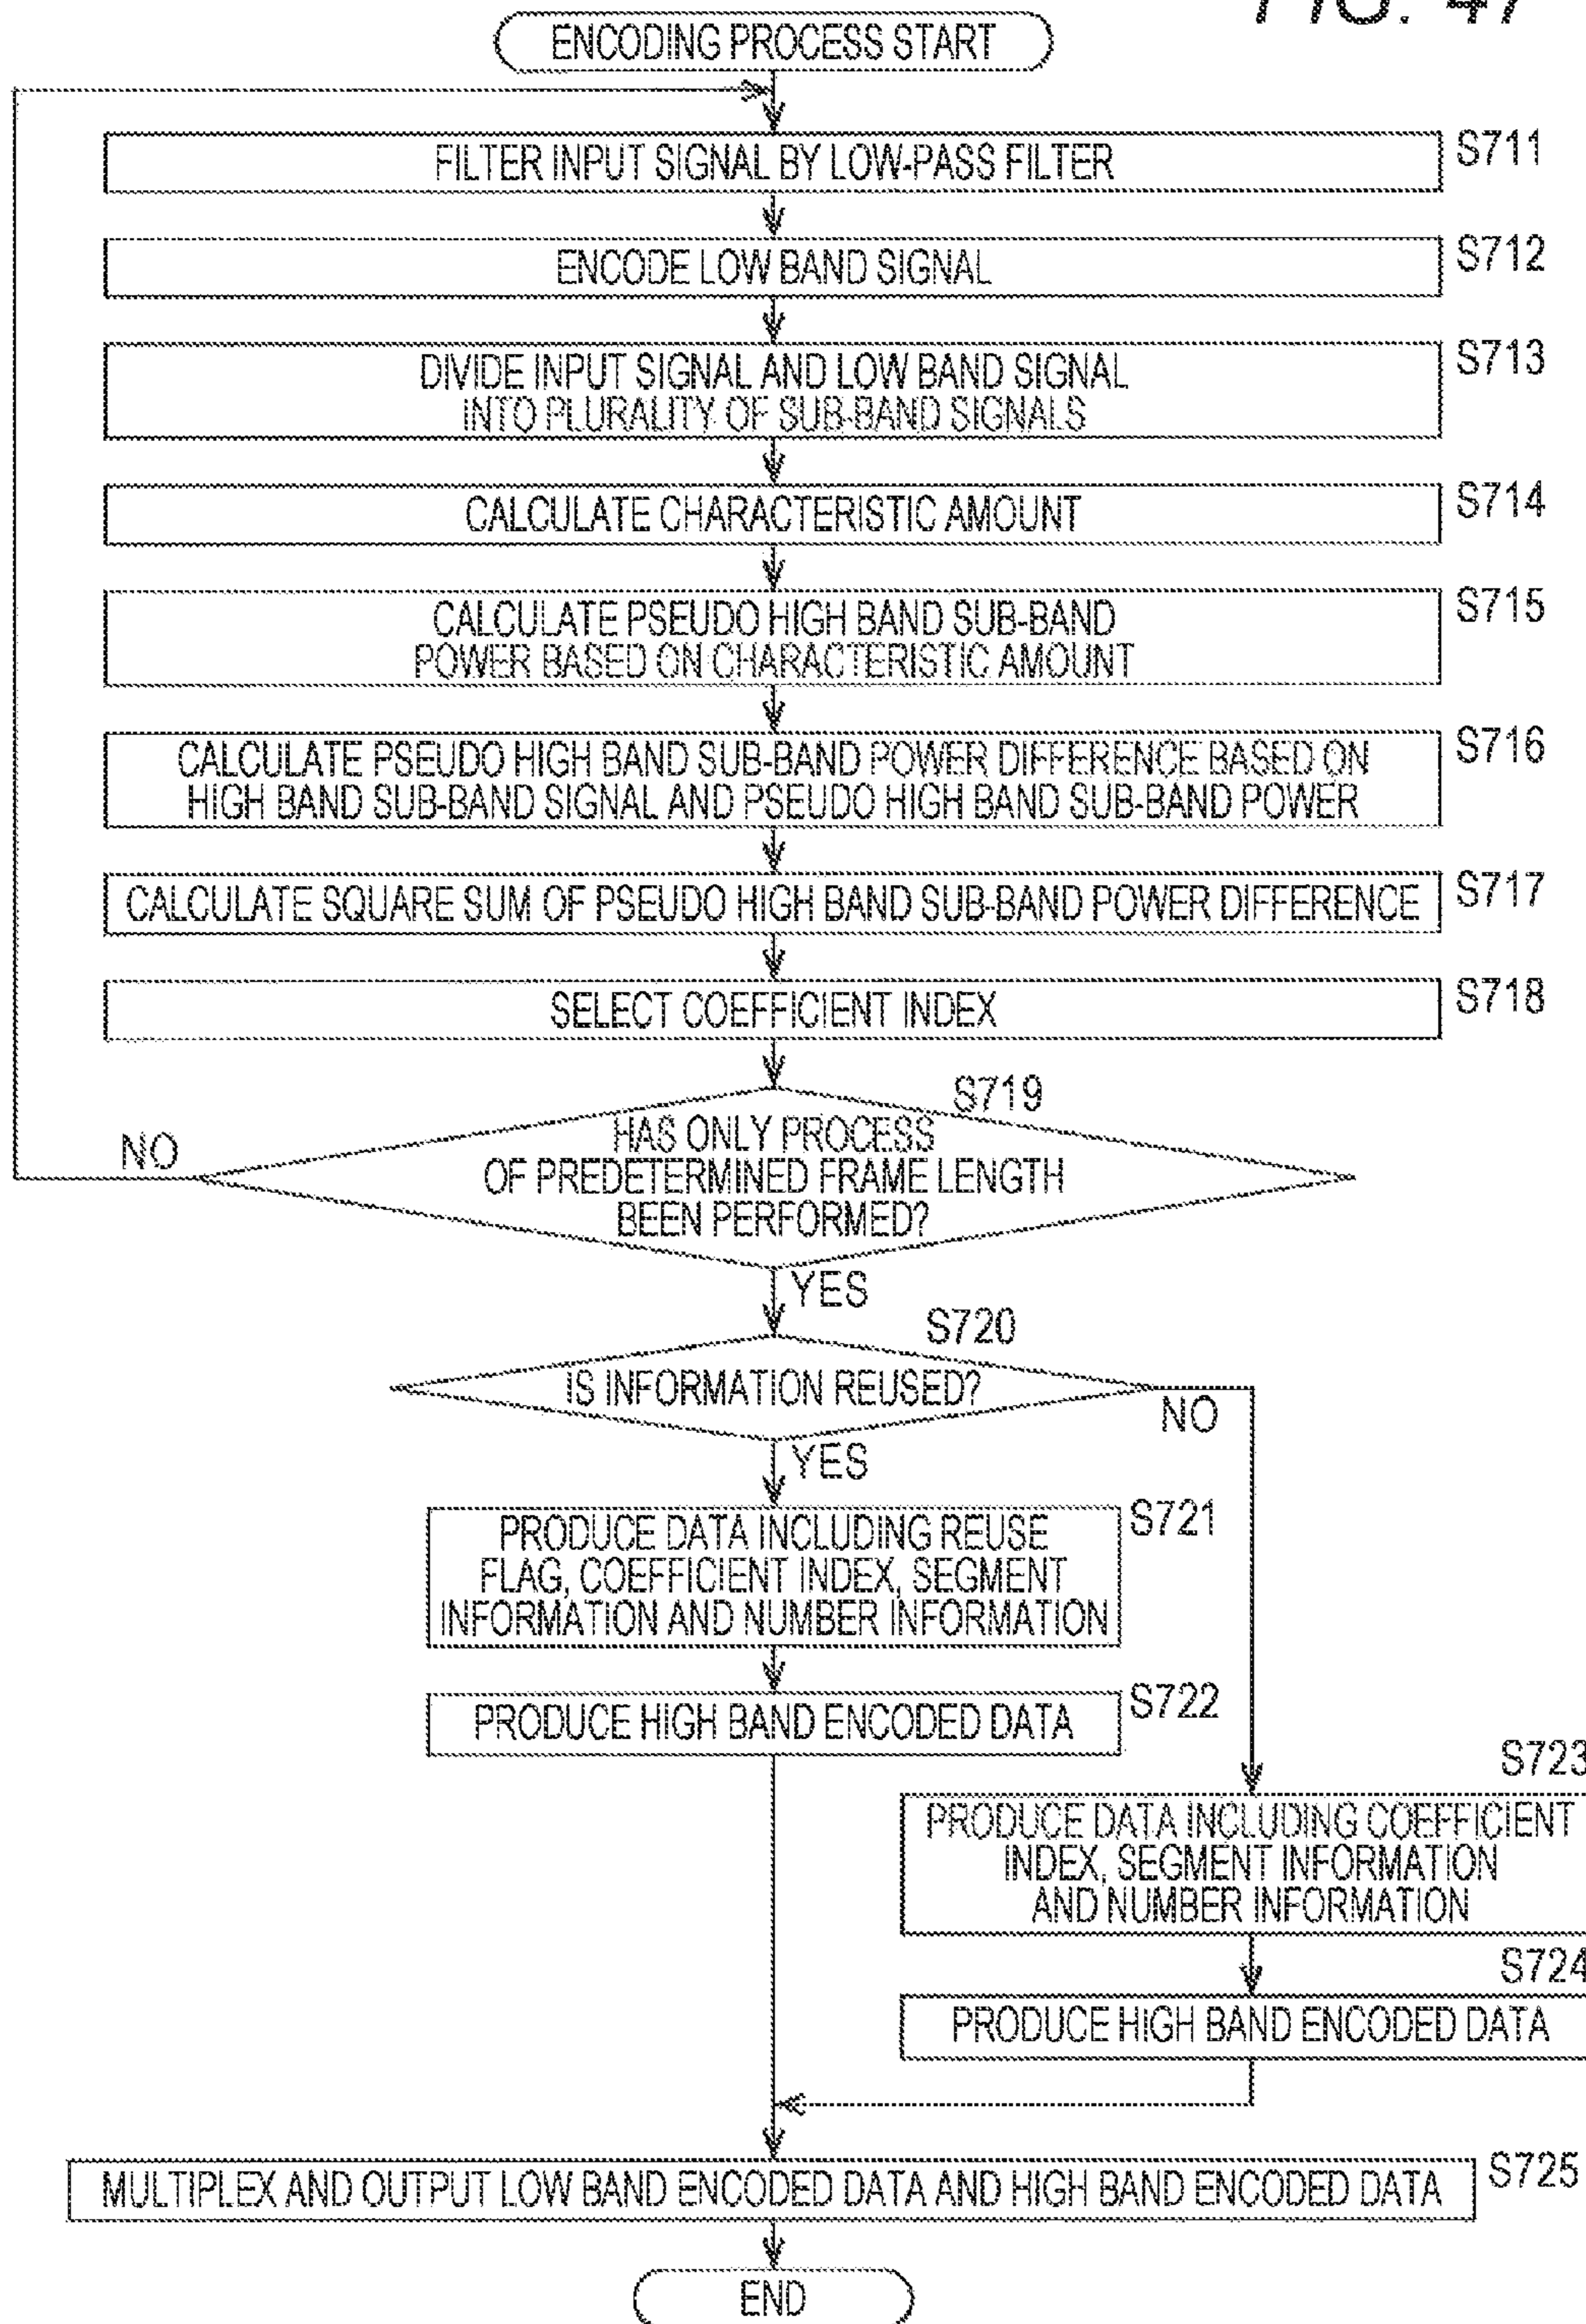 FIG. 47
ENCODING PROCESS START
FILTER INPUT SIGNAL BY LOW-PASS FILTER
S711
ENCODE LOW BAND SIGNAL
S712
DIVIDE INPUT SIGNAL AND LOW BAND SIGNAL
INTO PLURALITY OF SUB-BAND SIGNALS
S713
CALCULATE CHARACTERISTIC AMOUNT
S714
CALCULATE PSEUDO HIGH BAND SUB-BAND
POWER BASED ON CHARACTERISTIC AMOUNT
S715
CALCULATE PSEUDO HIGH BAND SUB-BAND POWER DIFFERENCE BASED ON
HIGH BAND SUB-BAND SIGNAL AND PSEUDO HIGH BAND SUB-BAND POWER
S716
CALCULATE SQUARE SUM OF PSEUDO HIGH BAND SUB-BAND POWER DIFFERENCE
S717
SELECT COEFFICIENT INDEX
S718
S719
HAS ONLY PROCESS
OF PREDETERMINED FRAME LENGTH
BEEN PERFORMED?
NO
YES
S720
IS INFORMATION REUSED?
NO
YES
S721
PRODUCE DATA INCLUDING REUSE
FLAG, COEFFICIENT INDEX, SEGMENT
INFORMATION AND NUMBER INFORMATION
S722
PRODUCE HIGH BAND ENCODED DATA
S723
PRODUCE DATA INCLUDING COEFFICIENT
INDEX, SEGMENT INFORMATION
AND NUMBER INFORMATION
S724
PRODUCE HIGH BAND ENCODED DATA
MULTIPLEX AND OUTPUT LOW BAND ENCODED DATA AND HIGH BAND ENCODED DATA
S725
END